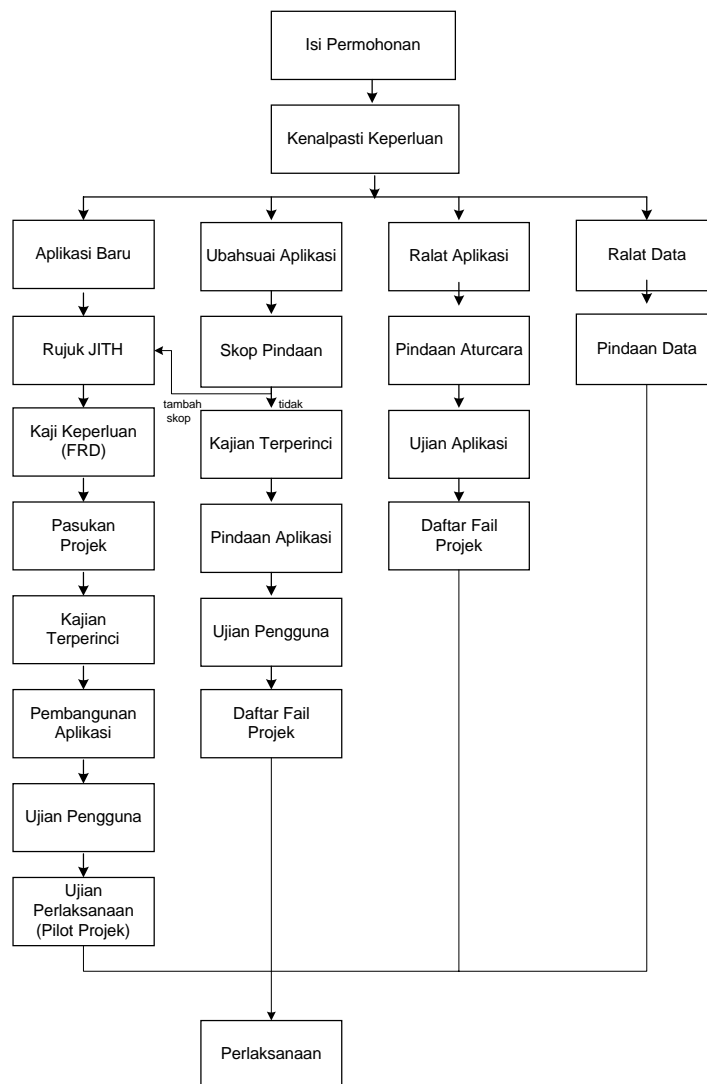 Isi Permohonan
Kenalpasti Keperluan
Aplikasi Baru
Ubahsuai Aplikasi
Ralat Aplikasi
Ralat Data
Rujuk JITH
Skop Pindaan
Pindaan Aturcara
Pindaan Data
tambah
skop
tidak
Kaji Keperluan
(FRD)
Kajian Terperinci
Ujian Aplikasi
Pasukan
Projek
Pindaan Aplikasi
Daftar Fail
Projek
Kajian
Terperinci
Ujian Pengguna
Pembangunan
Aplikasi
Daftar Fail
Projek
Ujian Pengguna
Ujian
Perlaksanaan
(Pilot Projek)
Perlaksanaan